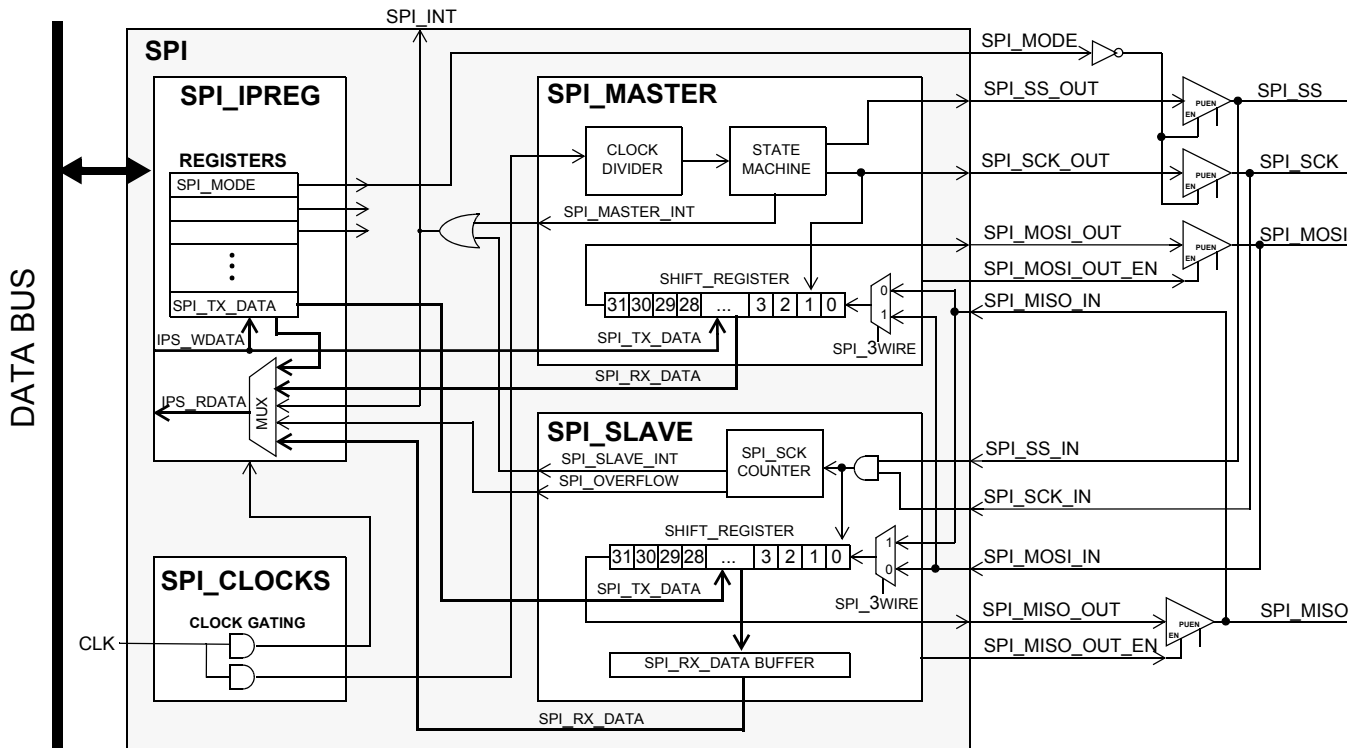 SPI_INT
SPI
SPI_MODE
SPI_IPREG
SPI_MASTER
SPI_SS_OUT
PUEN
EN
SPI_SS
REGISTERS
SPI_MODE
CLOCK DIVIDER
STATE MACHINE
SPI_SCK_OUT
PUEN
EN
SPI_SCK
SPI_MASTER_INT
SPI_MOSI_OUT
PUEN
EN
SPI_MOSI
SPI_MOSI_OUT_EN
SHIFT_REGISTER
31 30 29 28 ... 3 2 1 0
0
1
SPI_MISO_IN
SPI_TX_DATA
IPS_WDATA
SPI_TX_DATA
SPI_3WIRE
SPI_RX_DATA
IPS_RDATA
MUX
DATA BUS
SPI_SLAVE
SPI_SLAVE_INT
SPI_OVERFLOW
SPI_SCK COUNTER
SPI_SS_IN
SPI_SCK_IN
SHIFT_REGISTER
31 30 29 28 ... 3 2 1 0
1
0
SPI_MOSI_IN
SPI_TX_DATA
SPI_3WIRE
SPI_CLOCKS
CLOCK GATING
CLK
SPI_MISO_OUT
PUEN
EN
SPI_MISO
SPI_MISO_OUT_EN
SPI_RX_DATA BUFFER
SPI_RX_DATA